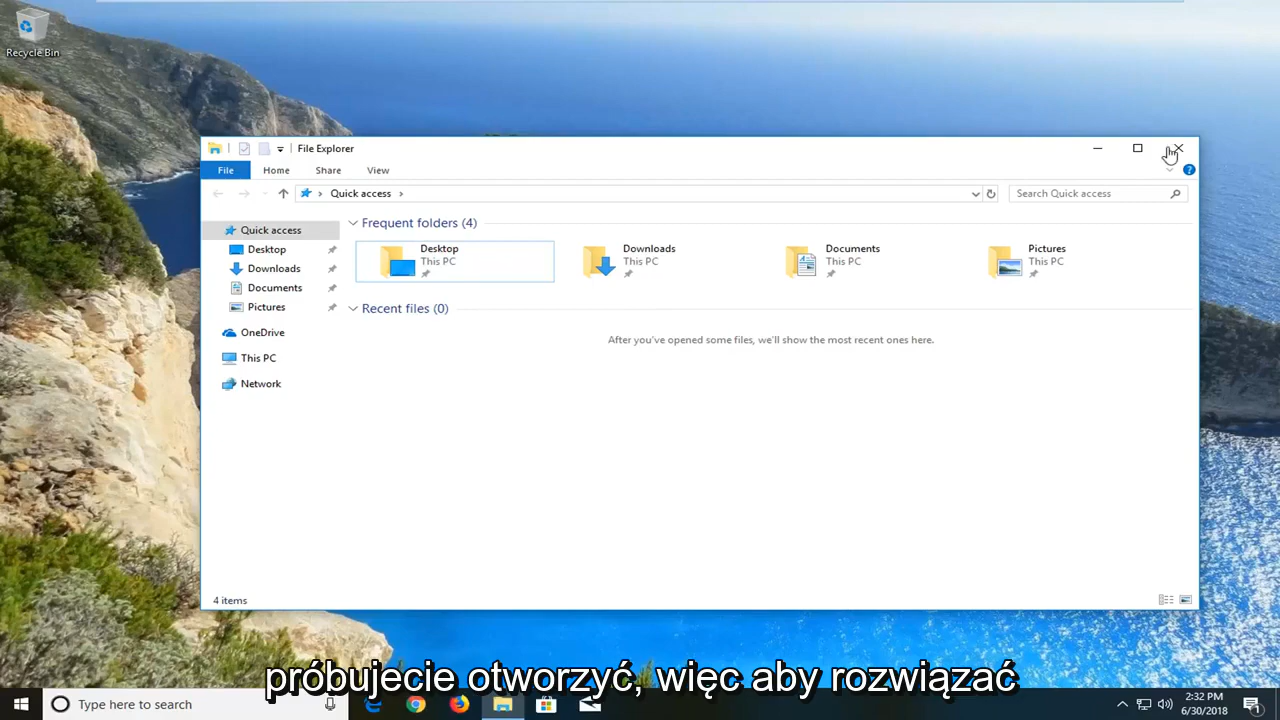 Recycle Bin
File Explorer
File Home Share View
Quick access
Search Quick access
Quick access
Desktop
Downloads
Documents
Pictures
OneDrive
This PC
Network
Frequent folders (4)
Desktop
This PC
Downloads
This PC
Documents
This PC
Pictures
This PC
Recent files (0)
After you've opened some files, we'll show the most recent ones here.
4 items
próbujecie otworzyć, więc aby rozwiązać
Type here to search
2:32 PM
6/30/2018
1